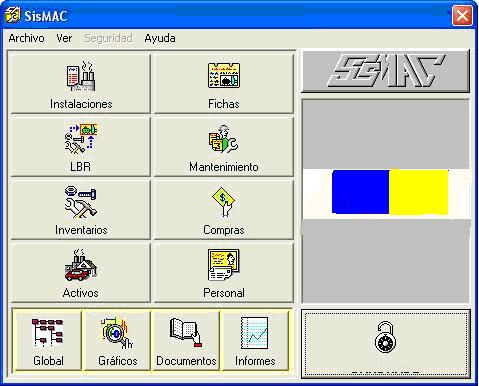 SisMAC
Archivo Ver Seguridad Ayuda
SisMAC
Instalaciones
Fichas
LBR
Mantenimiento
Inventarios
Compras
Activos
Personal
Global
Gráficos
Documentos
Informes